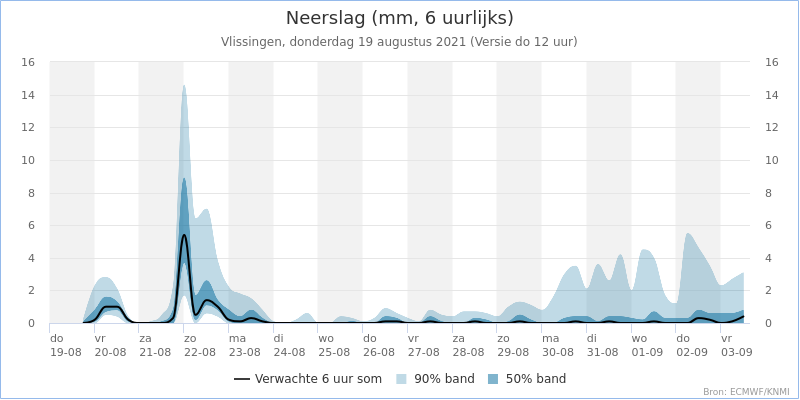 Neerslag (mm, 6 uurlijks)
Vlissingen, donderdag 19 augustus 2021 (Versie do 12 uur)
16 16
14 14
12 12
10 10
8 8
6 6
4 4
2 2
0 0
do vr za zo ma di wo do vr za zo ma di wo do vr
19-08 20-08 21-08 22-08 23-08 24-08 25-08 26-08 27-08 28-08 29-08 30-08 31-08 01-09 02-09 03-09
Verwachte 6 uur som 90% band 50% band
Bron: ECMWF/KNMI